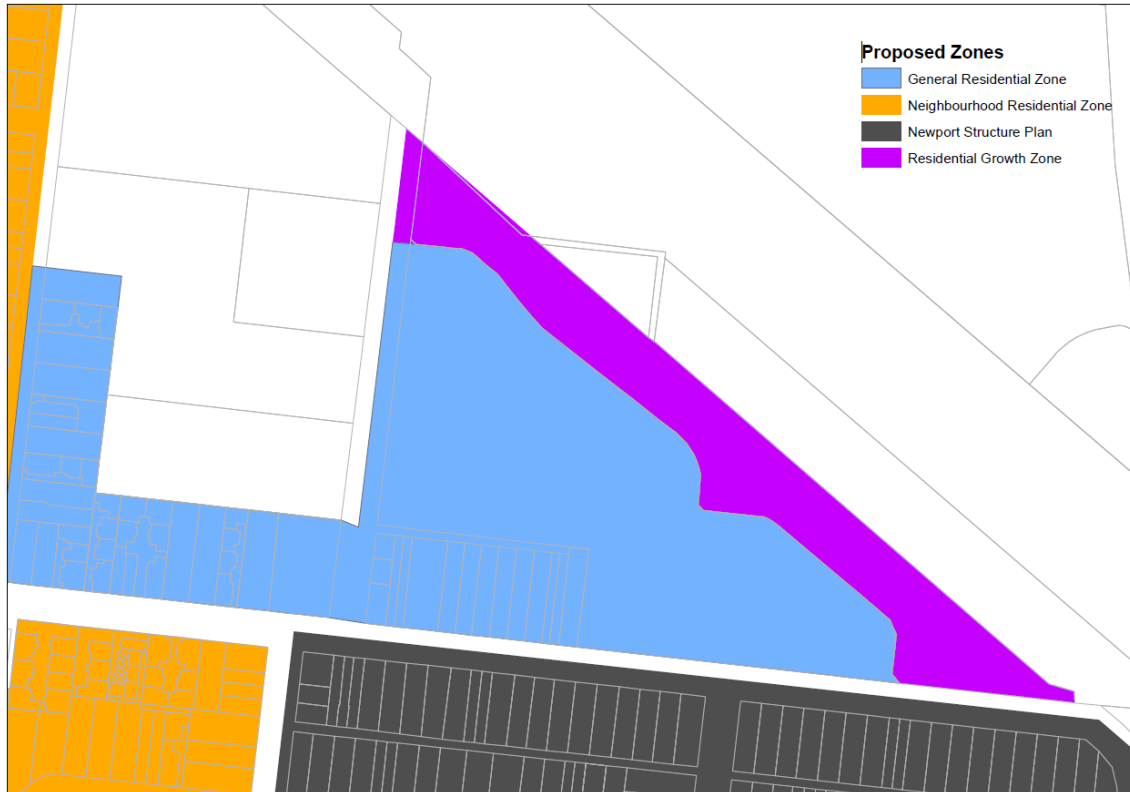 Proposed Zones
General Residential Zone
Neighbourhood Residential Zone
Newport Structure Plan
Residential Growth Zone